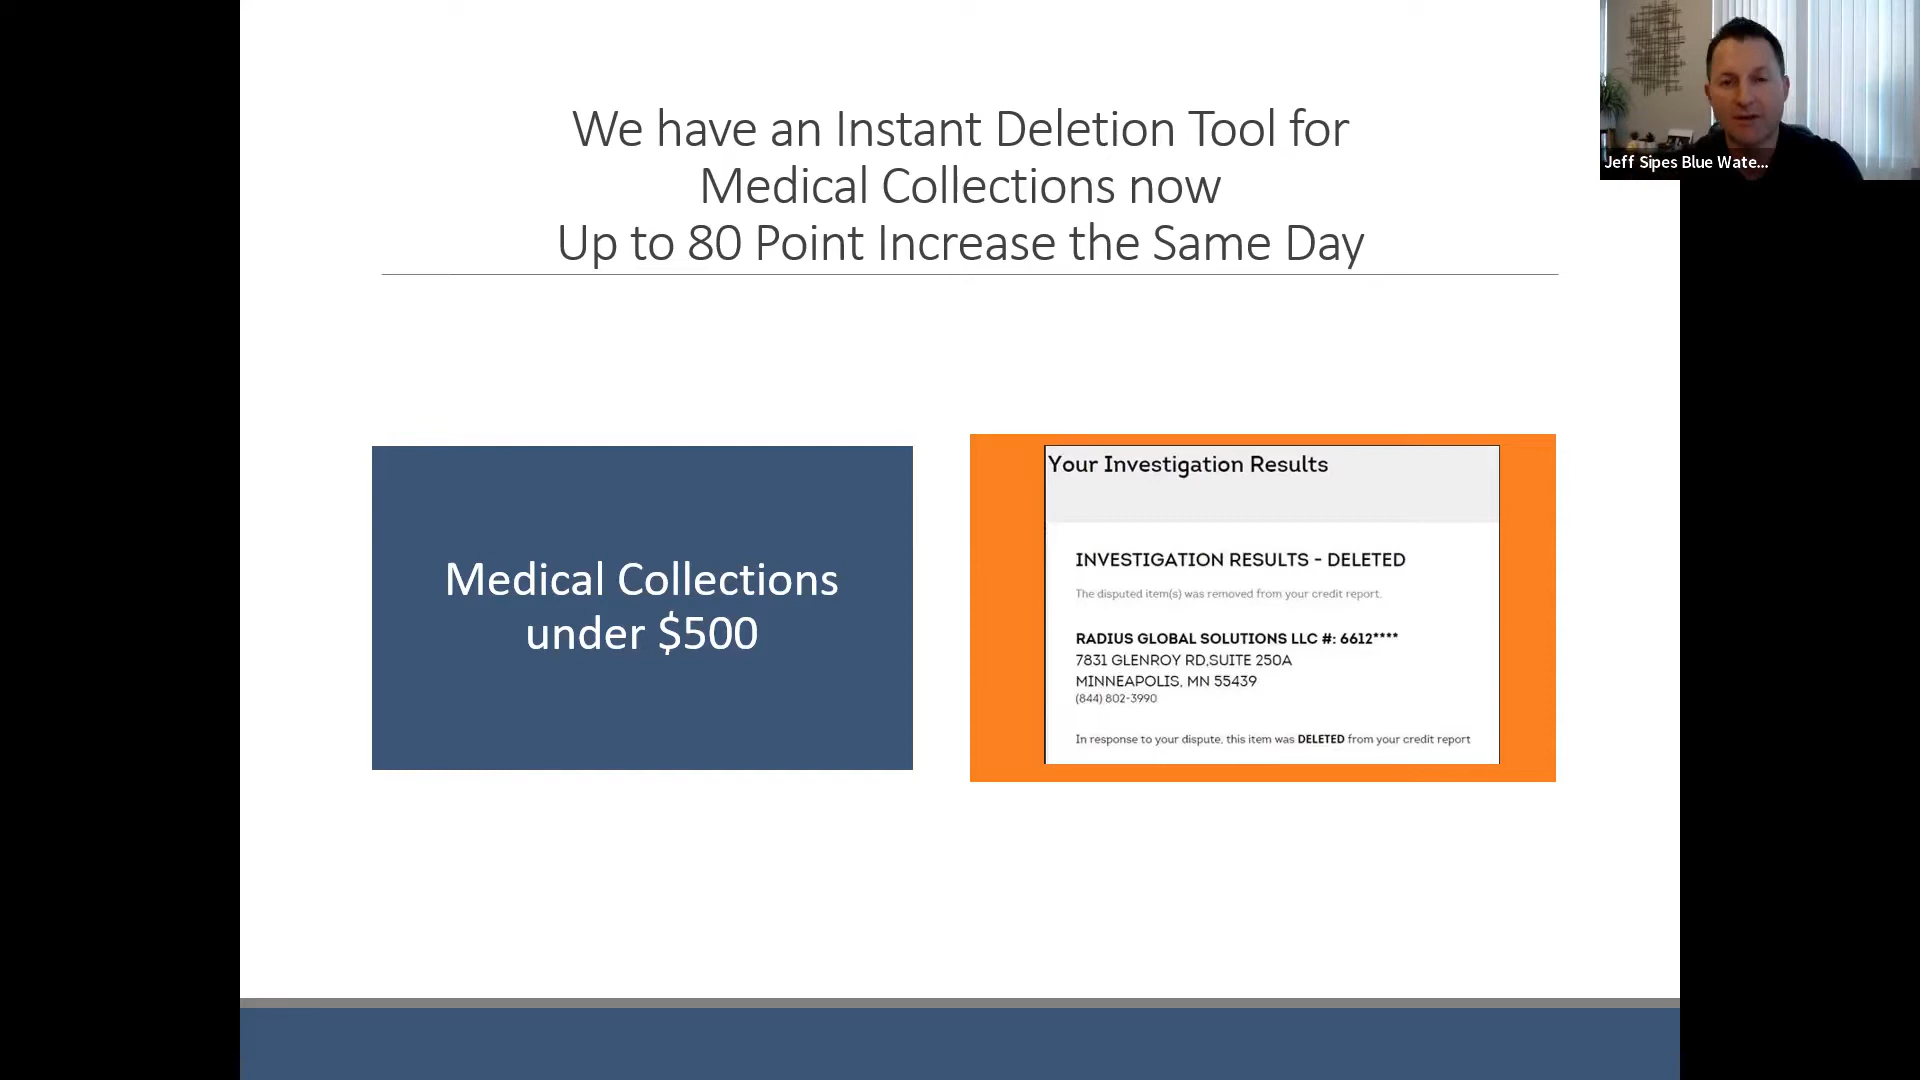 We have an Instant Deletion Tool for
Medical Collections now
Up to 80 Point Increase the Same Day
Jeff Sipes Blue Wate...
Medical Collections
under $500
Your Investigation Results
INVESTIGATION RESULTS - DELETED
The disputed item(s) was removed from your credit report.
RADIUS GLOBAL SOLUTIONS LLC #: 6612****
7831 GLENROY RD,SUITE 250A
MINNEAPOLIS, MN 55439
(844) 802-3990
In response to your dispute, this item was DELETED from your credit report